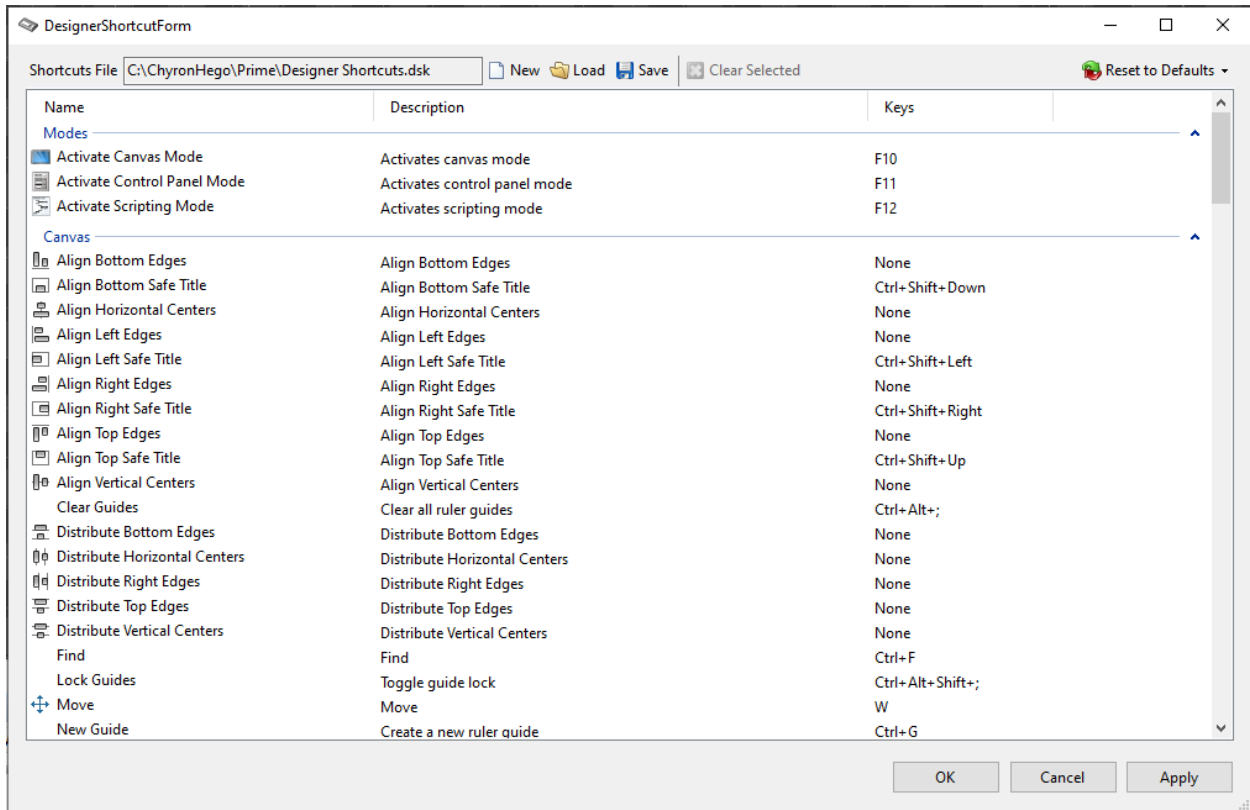 DesignerShortcutForm
Shortcuts File C:\ChyronHego\Prime\Designer Shortcuts.dsk New Load Save Clear Selected Reset to Defaults
Name Description Keys
Modes
Activate Canvas Mode Activates canvas mode F10
Activate Control Panel Mode Activates control panel mode F11
Activate Scripting Mode Activates scripting mode F12
Canvas
Align Bottom Edges Align Bottom Edges None
Align Bottom Safe Title Align Bottom Safe Title Ctrl+Shift+Down
Align Horizontal Centers Align Horizontal Centers None
Align Left Edges Align Left Edges None
Align Left Safe Title Align Left Safe Title Ctrl+Shift+Left
Align Right Edges Align Right Edges None
Align Right Safe Title Align Right Safe Title Ctrl+Shift+Right
Align Top Edges Align Top Edges None
Align Top Safe Title Align Top Safe Title Ctrl+Shift+Up
Align Vertical Centers Align Vertical Centers None
Clear Guides Clear all ruler guides Ctrl+Alt+;
Distribute Bottom Edges Distribute Bottom Edges None
Distribute Horizontal Centers Distribute Horizontal Centers None
Distribute Right Edges Distribute Right Edges None
Distribute Top Edges Distribute Top Edges None
Distribute Vertical Centers Distribute Vertical Centers None
Find Find Ctrl+F
Lock Guides Toggle guide lock Ctrl+Alt+Shift+;
Move Move W
New Guide Create a new ruler guide Ctrl+G
OK Cancel Apply